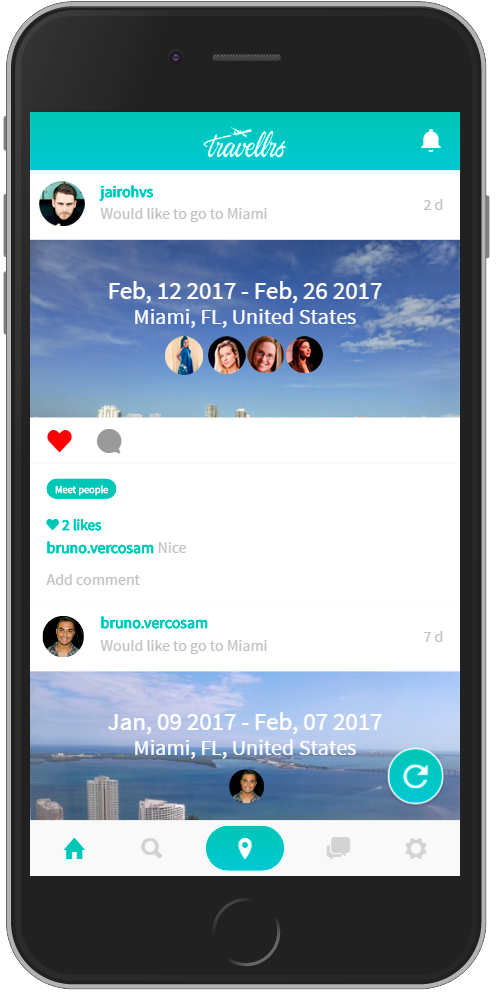 travellrs
jairohvs
Would like to go to Miami
2 d
Feb, 12 2017 - Feb, 26 2017
Miami, FL, United States
Meet people
2 likes
bruno.vercosam Nice
Add comment
bruno.vercosam
Would like to go to Miami
7 d
Jan, 09 2017 - Feb, 07 2017
Miami, FL, United States